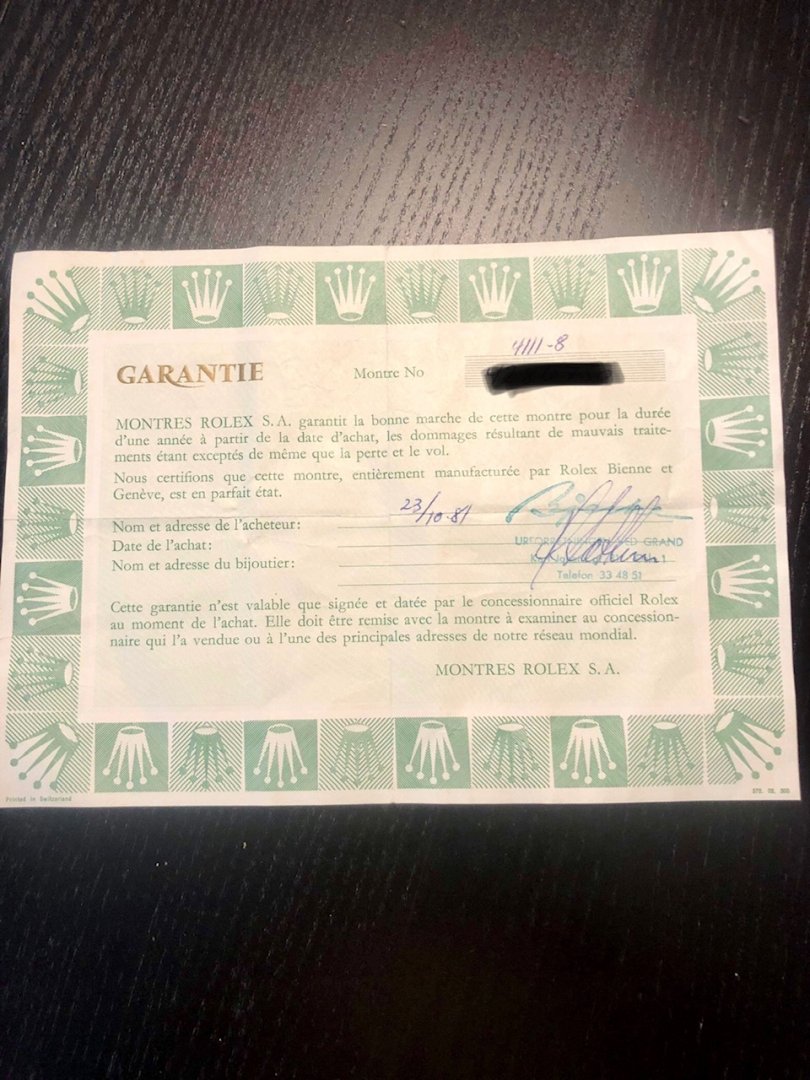 4111-8
GARANTIE
Montre No
MONTRES ROLEX S.A. garantit la bonne marche de cette montre pour la durée
d'une année à partir de la date d'achat, les dommages résultant de mauvais traite-
ments étant exceptés de même que la perte et le vol.
Nous certifions que cette montre, entièrement manufacturée par Rolex Bienne et
Genève, est en parfait état.
23/10-81
Nom et adresse de l'acheteur:
Date de l'achat:
GRAND
Nom et adresse du bijoutier:
Telefon 33 48 51
Cette garantie n'est valable que signée et datée par le concessionnaire officiel Rolex
au moment de l'achat. Elle doit être remise avec la montre à examiner au concession-
naire qui l'a vendue ou à l'une des principales adresses de notre réseau mondial.
MONTRES ROLEX S.A.
Printed in Switzerland